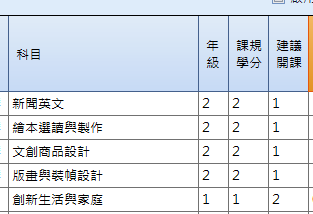 科目 年級 課規學分 建議開課
新聞英文 2 2 1
繪本選讀與製作 2 2 1
文創商品設計 2 2 1
版畫與裝幀設計 2 2 1
創新生活與家庭 1 1 2